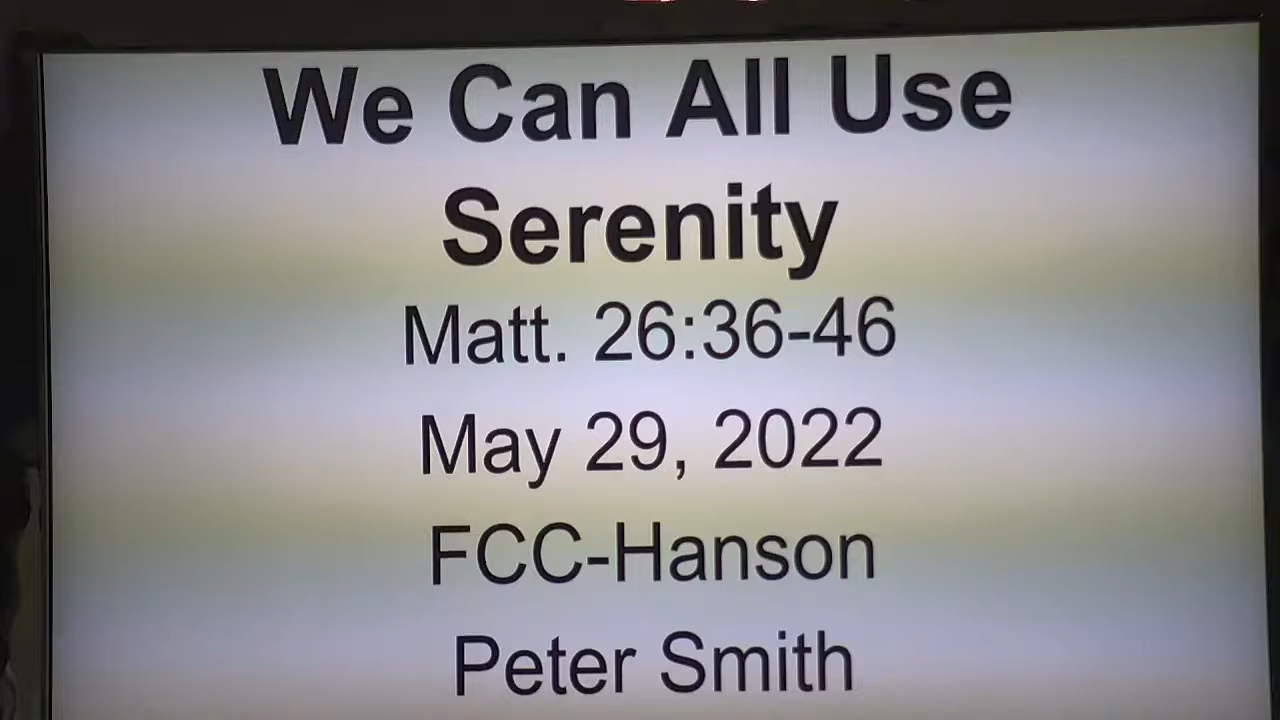 We Can All Use
Serenity
Matt. 26:36-46
May 29, 2022
FCC-Hanson
Peter Smith